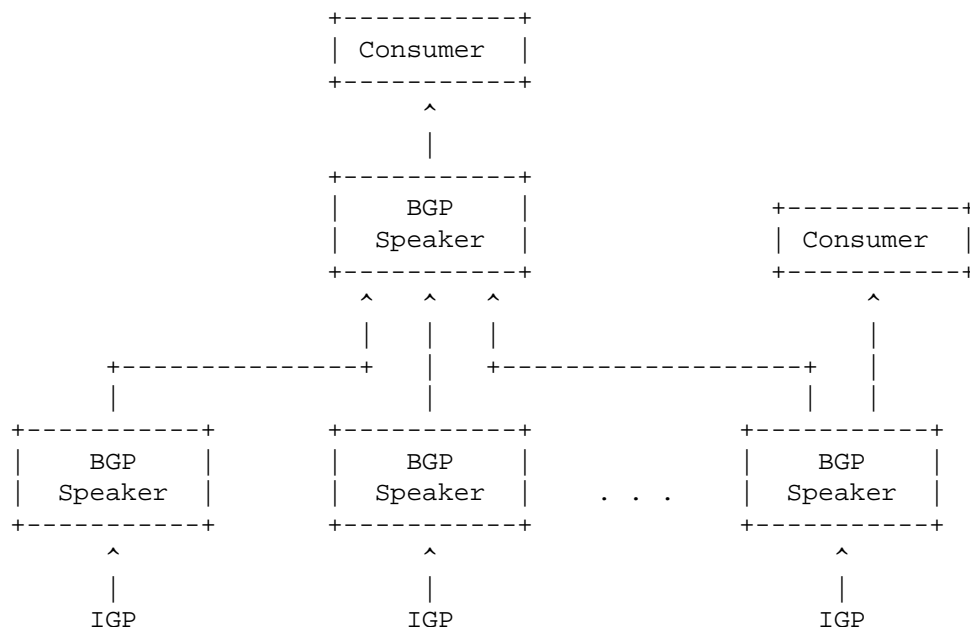 Consumer
BGP
Speaker
Consumer
BGP
Speaker
BGP
Speaker
. . .
BGP
Speaker
IGP
IGP
IGP